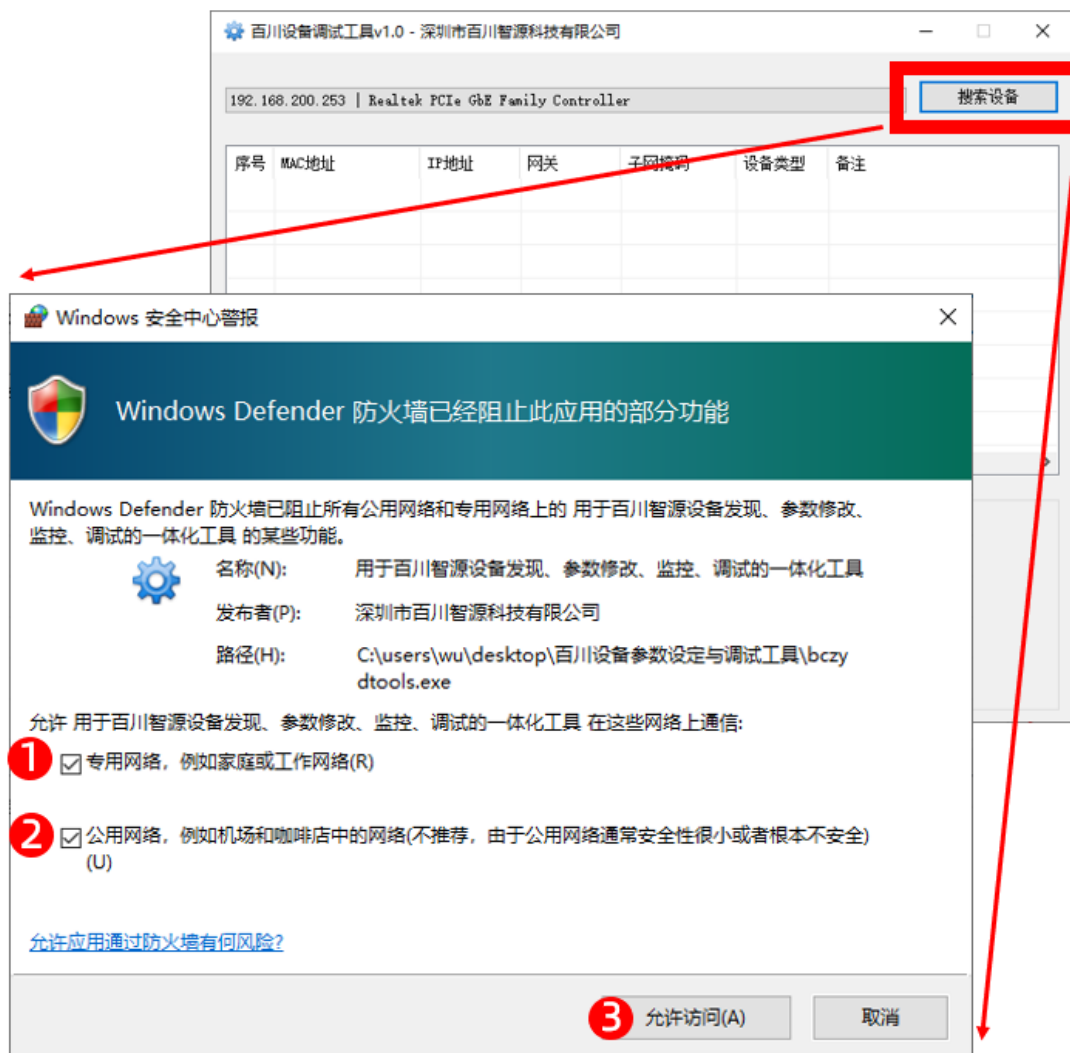 百川设备调试工具v1.0 - 深圳市百川智源科技有限公司
192.168.200.253 | Realtek PCIe GbE Family Controller
搜索设备
序号 MAC地址 IP地址 网关 子网掩码 设备类型 备注
Windows 安全中心警报
Windows Defender 防火墙已经阻止此应用的部分功能
Windows Defender 防火墙已阻止所有公用网络和专用网络上的 用于百川智源设备发现、参数修改、
监控、调试的一体化工具 的某些功能。
名称(N): 用于百川智源设备发现、参数修改、监控、调试的一体化工具
发布者(P): 深圳市百川智源科技有限公司
路径(H): C:\users\wu\desktop\百川设备参数设定与调试工具\bczy
dtools.exe
允许 用于百川智源设备发现、参数修改、监控、调试的一体化工具 在这些网络上通信:
1 专用网络，例如家庭或工作网络(R)
2 公用网络，例如机场和咖啡店中的网络(不推荐，由于公用网络通常安全性很小或者根本不安全)
(U)
允许应用通过防火墙有何风险?
3 允许访问(A) 取消